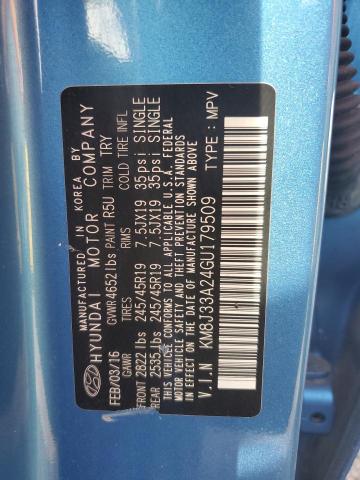 MANUFACTURED IN KOREA BY
HYUNDAI MOTOR COMPANY
FEB/03/16 GVWR 4652 lbs PAINT R5U TRIM TRY
GAWR TIRES RIMS COLD TIRE INFL
FRONT 2822 lbs 245/45R19 7.5JX19 35psi SINGLE
REAR 2535 lbs 245/45R19 7.5JX19 35psi SINGLE
THIS VEHICLE CONFORMS TO ALL APPLICABLE U.S.A FEDERAL
MOTOR VEHICLE SAFETY, BUMPER, AND THEFT PREVENTION STANDARDS
IN EFFECT ON THE DATE OF MANUFACTURE SHOWN ABOVE.
V.I.N KM8J33A24GU179509 TYPE : MPV